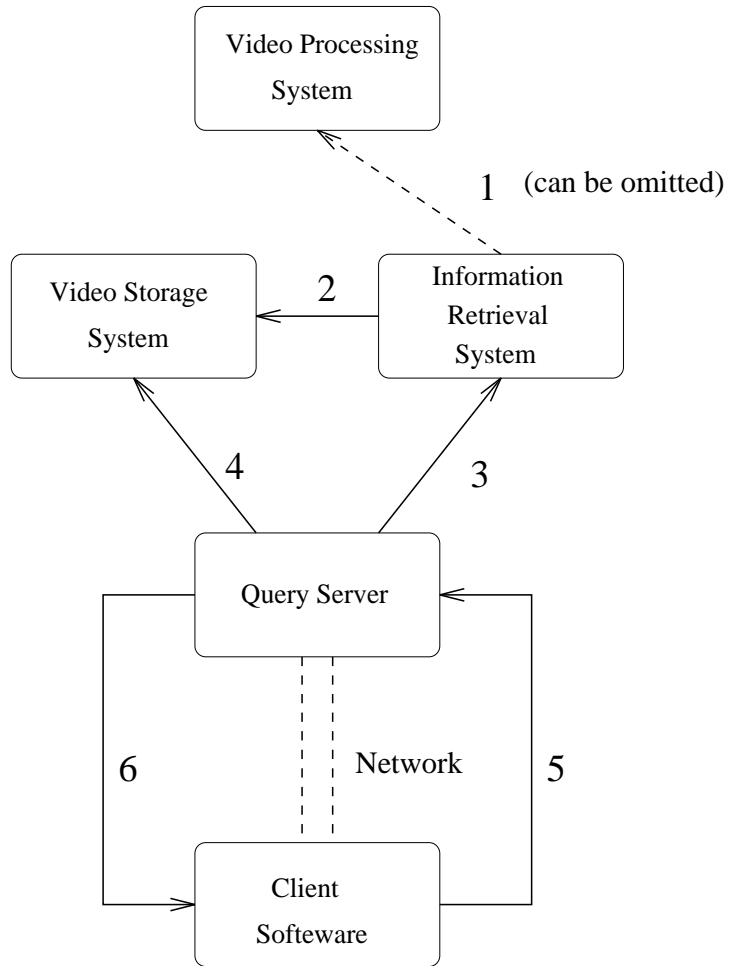 Video Processing
System
1 (can be omitted)
Video Storage
System
2
Information
Retrieval
System
4
3
Query Server
6
Network
5
Client
Softeware